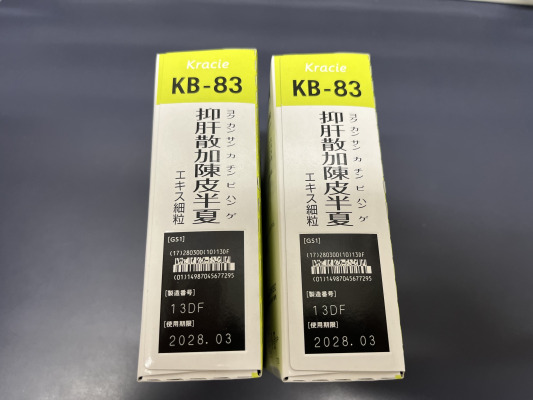 Kracie
KB-83
ヨクカンサンカチンピハンゲ
抑肝散加陳皮半夏
エキス細粒
[GS1]
(17)280300(10)13DF
(01)14987045677295
[製造番号]
13DF
[使用期限]
2028.03
Kracie
KB-83
ヨクカンサンカチンピハンゲ
抑肝散加陳皮半夏
エキス細粒
[GS1]
(17)280300(10)13DF
(01)14987045677295
[製造番号]
13DF
[使用期限]
2028.03